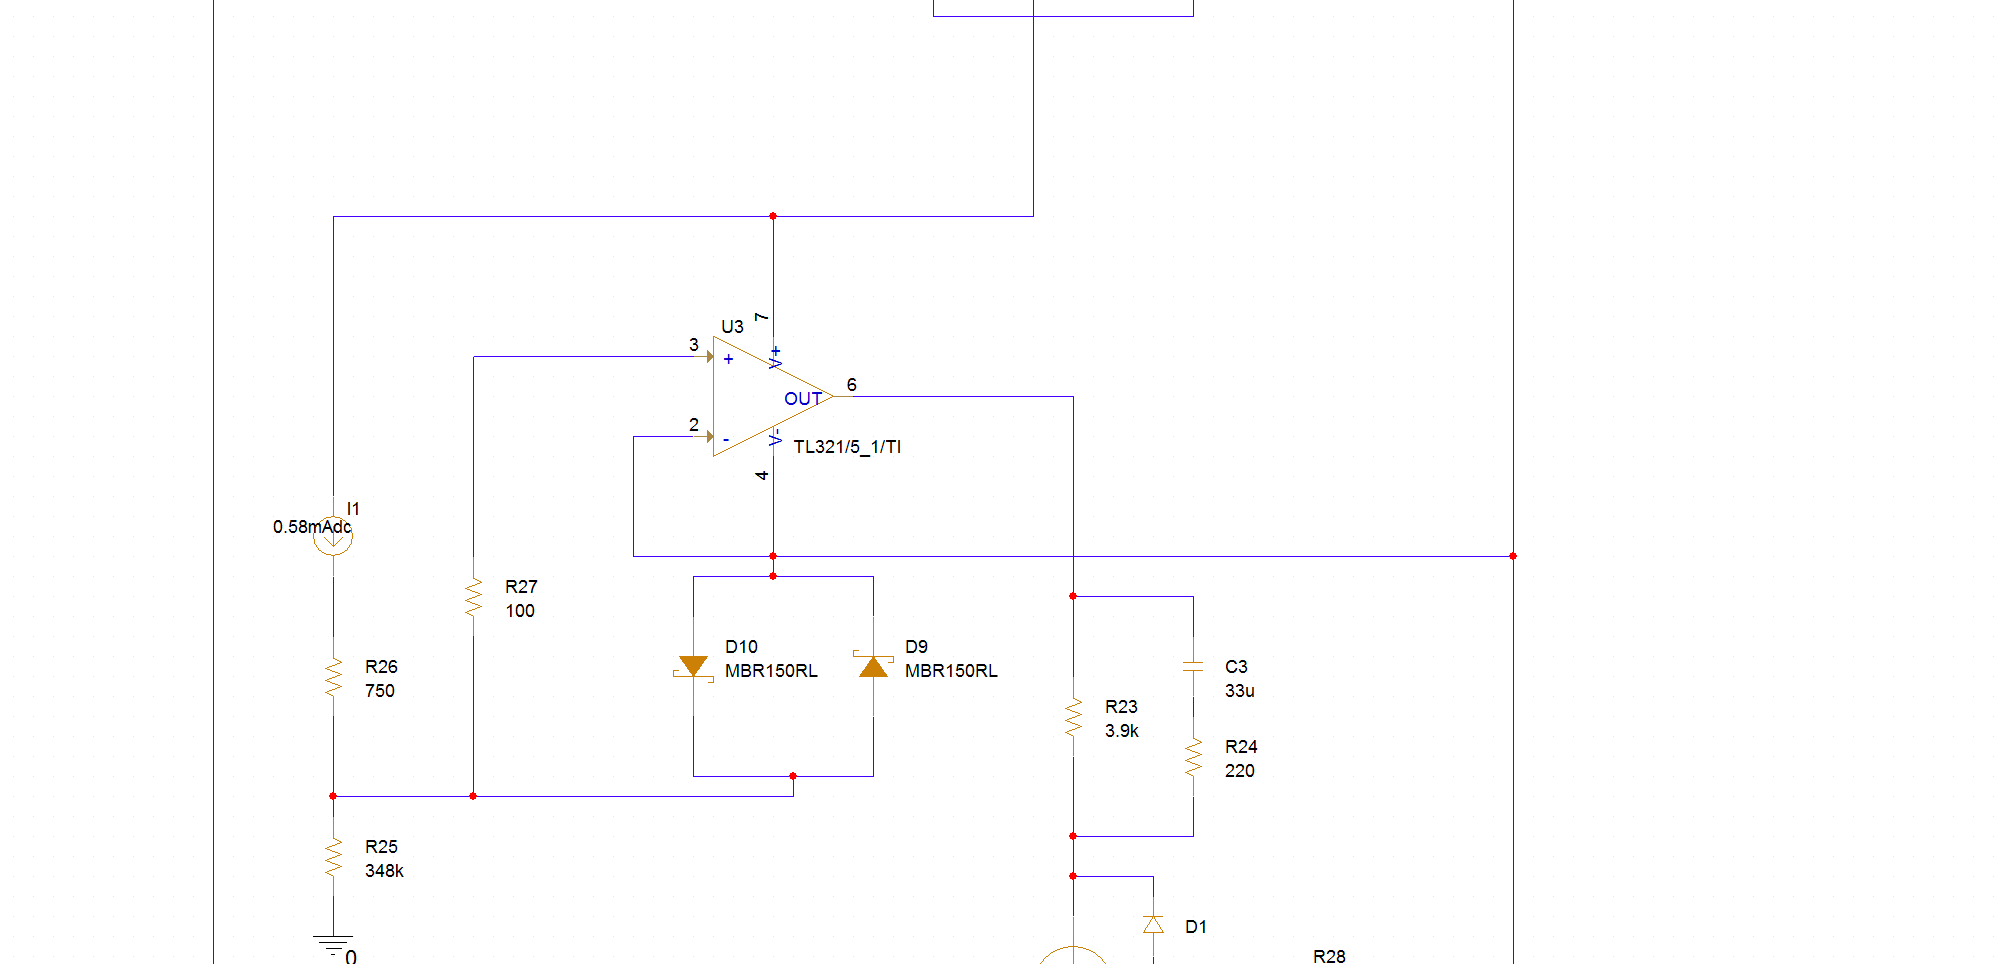 U3
7
3
+
V+
6
OUT
2
-
V-
TL321/5_1/TI
4
I1
0.58mAdc
R27
100
D10
MBR150RL
D9
MBR150RL
R26
750
C3
33u
R23
3.9k
R24
220
R25
348k
D1
0
R28